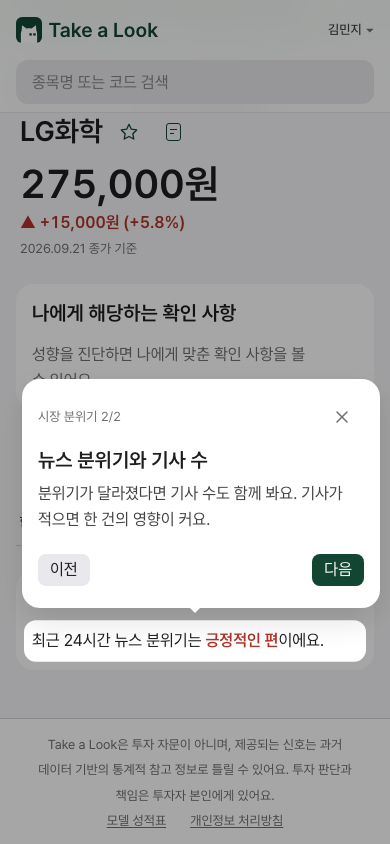 Take a Look
김민지
종목명 또는 코드 검색
LG화학
275,000원
▲ +15,000원 (+5.8%)
2026.09.21 종가 기준
나에게 해당하는 확인 사항
성향을 진단하면 나에게 맞춘 확인 사항을 볼
시장 분위기 2/2
뉴스 분위기와 기사 수
분위기가 달라졌다면 기사 수도 함께 봐요. 기사가
적으면 한 건의 영향이 커요.
이전
다음
최근 24시간 뉴스 분위기는 긍정적인 편이에요.
Take a Look은 투자 자문이 아니며, 제공되는 신호는 과거
데이터 기반의 통계적 참고 정보로 틀릴 수 있어요. 투자 판단과
책임은 투자자 본인에게 있어요.
모델 성적표 개인정보 처리방침